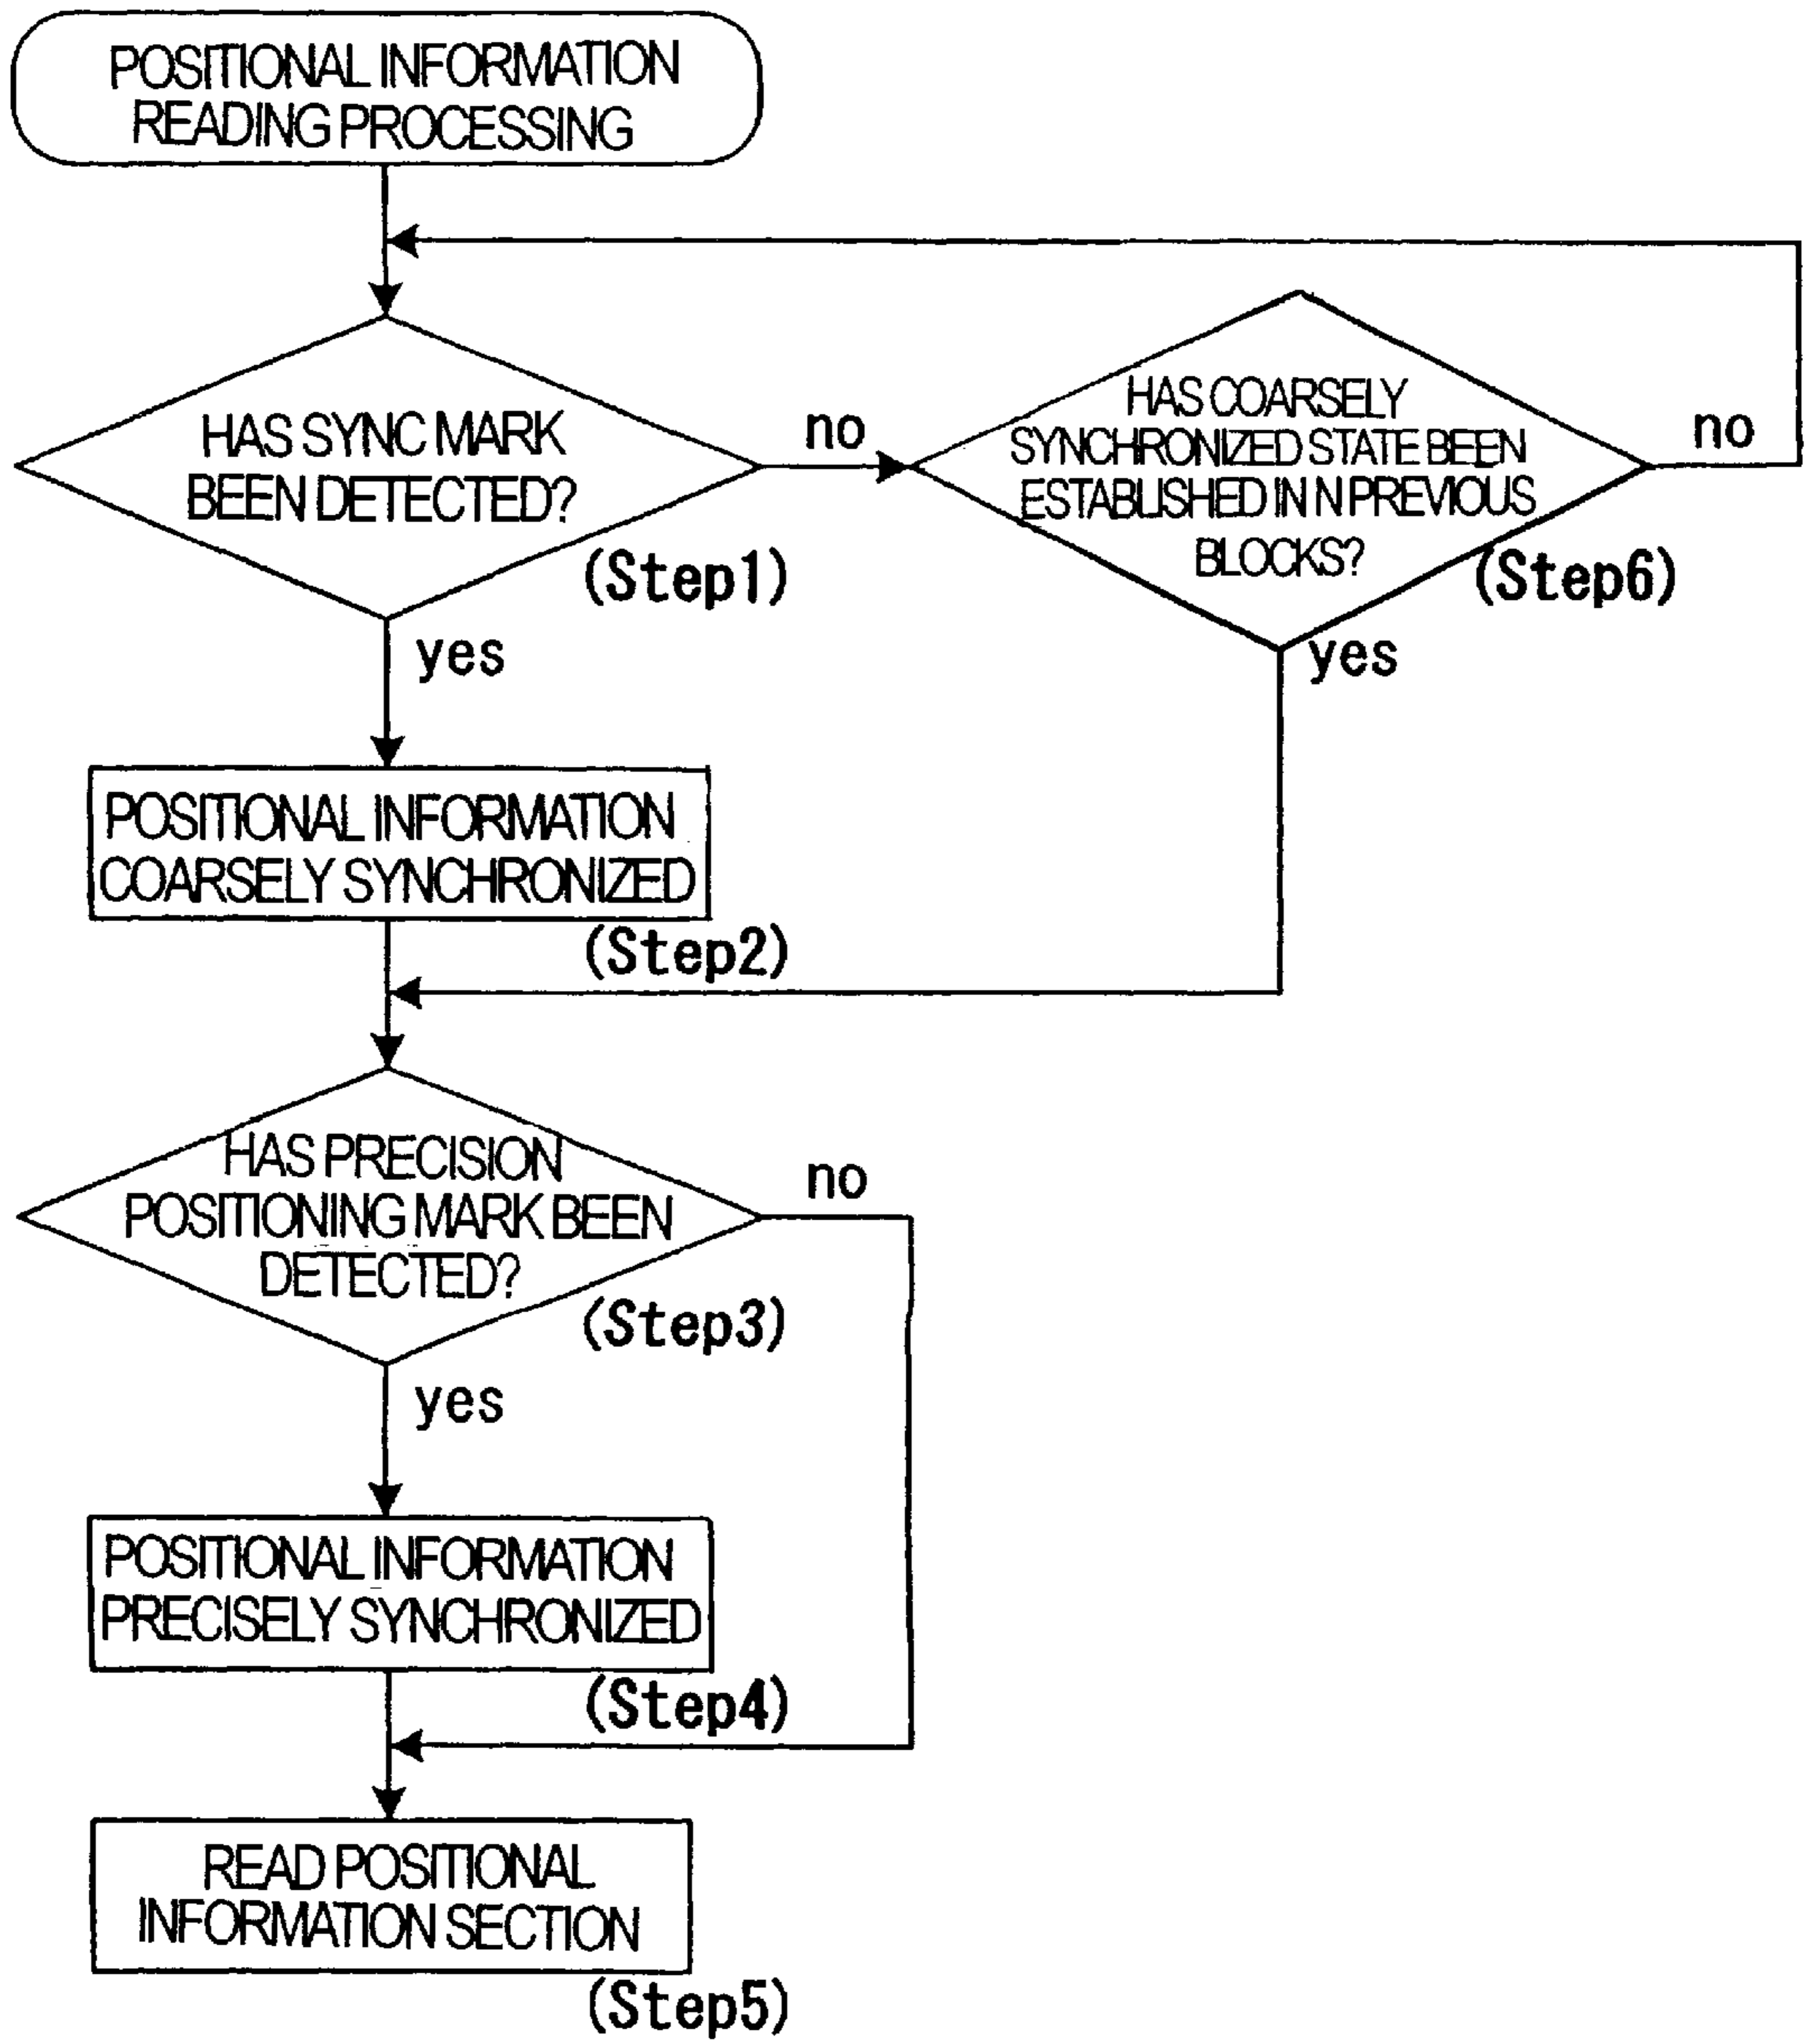 POSITIONAL INFORMATION
READING PROCESSING
HAS SYNC MARK
BEEN DETECTED?
(Step1)
no
yes
HAS COARSELY
SYNCHRONIZED STATE BEEN
ESTABLISHED IN N PREVIOUS
BLOCKS?
(Step6)
no
yes
POSITIONAL INFORMATION
COARSELY SYNCHRONIZED
(Step2)
HAS PRECISION
POSITIONING MARK BEEN
DETECTED?
(Step3)
no
yes
POSITIONAL INFORMATION
PRECISELY SYNCHRONIZED
(Step4)
READ POSITIONAL
INFORMATION SECTION
(Step5)